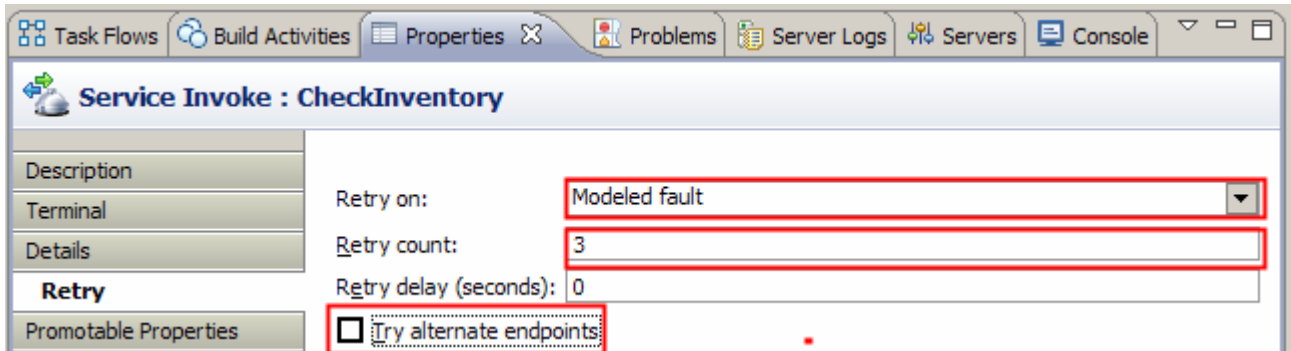 Task Flows Build Activities Properties Problems Server Logs Servers Console
Service Invoke : CheckInventory
Description
Terminal
Details
Retry
Promotable Properties
Retry on: Modeled fault
Retry count: 3
Retry delay (seconds): 0
Try alternate endpoints